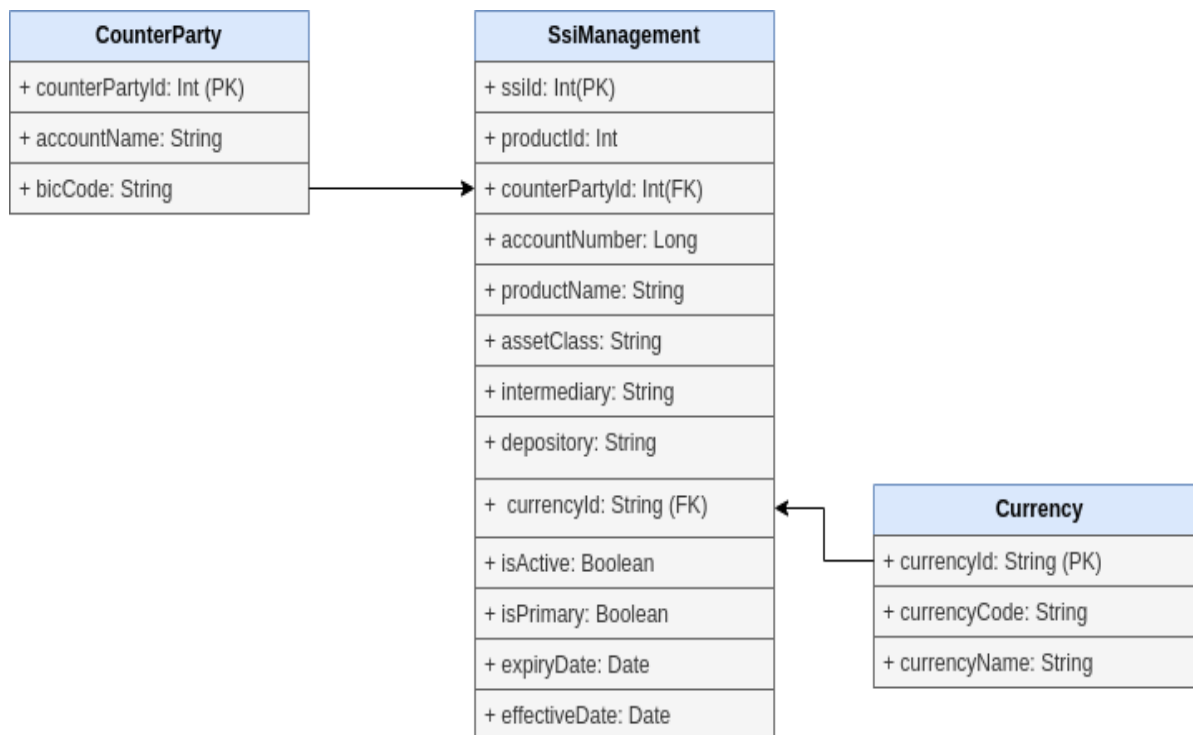 CounterParty
+ counterPartyId: Int (PK)
+ accountName: String
+ bicCode: String
SsiManagement
+ ssiId: Int(PK)
+ productId: Int
+ counterPartyId: Int(FK)
+ accountNumber: Long
+ productName: String
+ assetClass: String
+ intermediary: String
+ depository: String
+ currencyId: String (FK)
+ isActive: Boolean
+ isPrimary: Boolean
+ expiryDate: Date
+ effectiveDate: Date
Currency
+ currencyId: String (PK)
+ currencyCode: String
+ currencyName: String